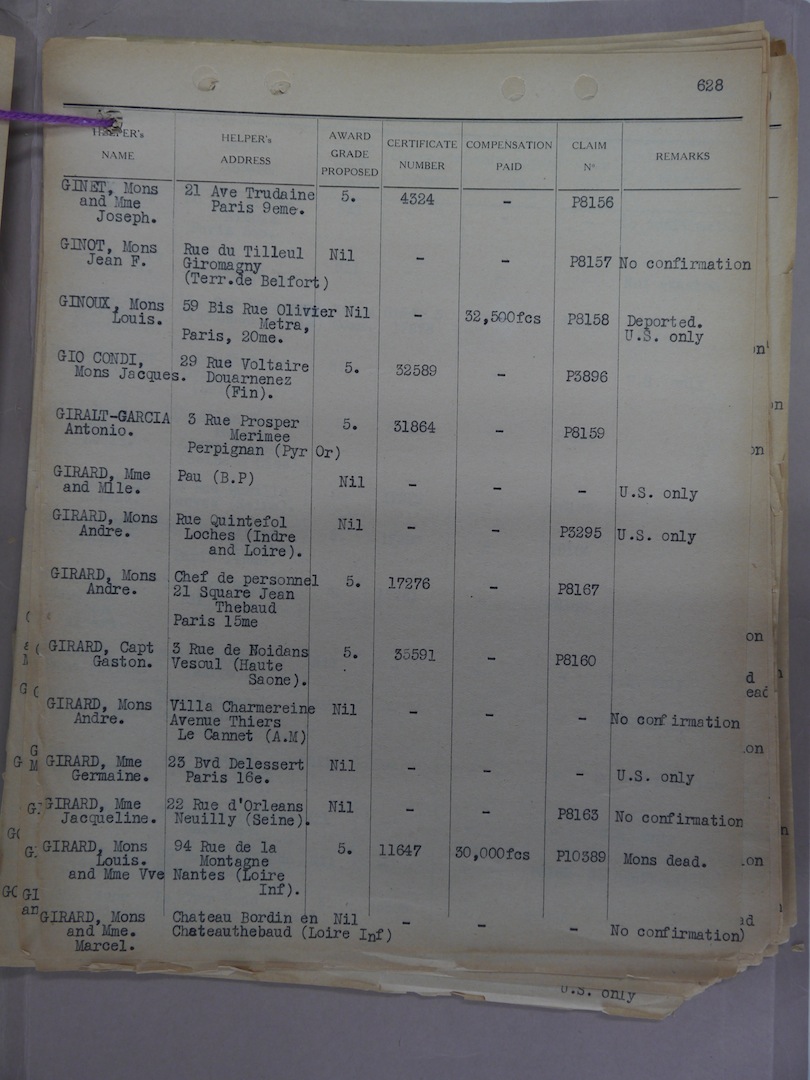 628
HELPER's NAME | HELPER's ADDRESS | AWARD GRADE PROPOSED | CERTIFICATE NUMBER | COMPENSATION PAID | CLAIM No | REMARKS
GINET, Mons 21 Ave Trudaine 5. 4324 - P8156
and Mme Paris 9eme.
Joseph.
GINOT, Mons Rue du Tilleul Nil - - P8157 No confirmation
Jean F. Giromagny
(Terr.de Belfort)
GINOUX, Mons 59 Bis Rue Olivier Nil - 32,500fcs P8158 Deported.
Louis. Metra, U.S. only
Paris, 20me.
GIO CONDI, 29 Rue Voltaire 5. 32589 - P3896
Mons Jacques. Douarnenez
(Fin).
GIRALT-GARCIA 3 Rue Prosper 5. 31864 - P8159
Antonio. Merimee
Perpignan (Pyr Or)
GIRARD, Mme Pau (B.P) Nil - - - U.S. only
and Mlle.
GIRARD, Mons Rue Quintefol Nil - - P3295 U.S. only
Andre. Loches (Indre
and Loire).
GIRARD, Mons Chef de personnel 5. 17276 - P8167
Andre. 21 Square Jean
Thebaud
Paris 15me
GIRARD, Capt 3 Rue de Noidans 5. 35591 - P8160
Gaston. Vesoul (Haute
Saone).
GIRARD, Mons Villa Charmereine Nil - - - No confirmation
Andre. Avenue Thiers
Le Cannet (A.M)
GIRARD, Mme 23 Bvd Delessert Nil - - - U.S. only
Germaine. Paris 16e.
GIRARD, Mme 22 Rue d'Orleans Nil - - P8163 No confirmation
Jacqueline. Neuilly (Seine).
GIRARD, Mons 94 Rue de la 5. 11647 30,000fcs P10389 Mons dead.
Louis. Montagne
and Mme Vve Nantes (Loire
Inf).
GIRARD, Mons Chateau Bordin en Nil - - - No confirmation)
and Mme. Chateauthebaud (Loire Inf)
Marcel.
U.S. only